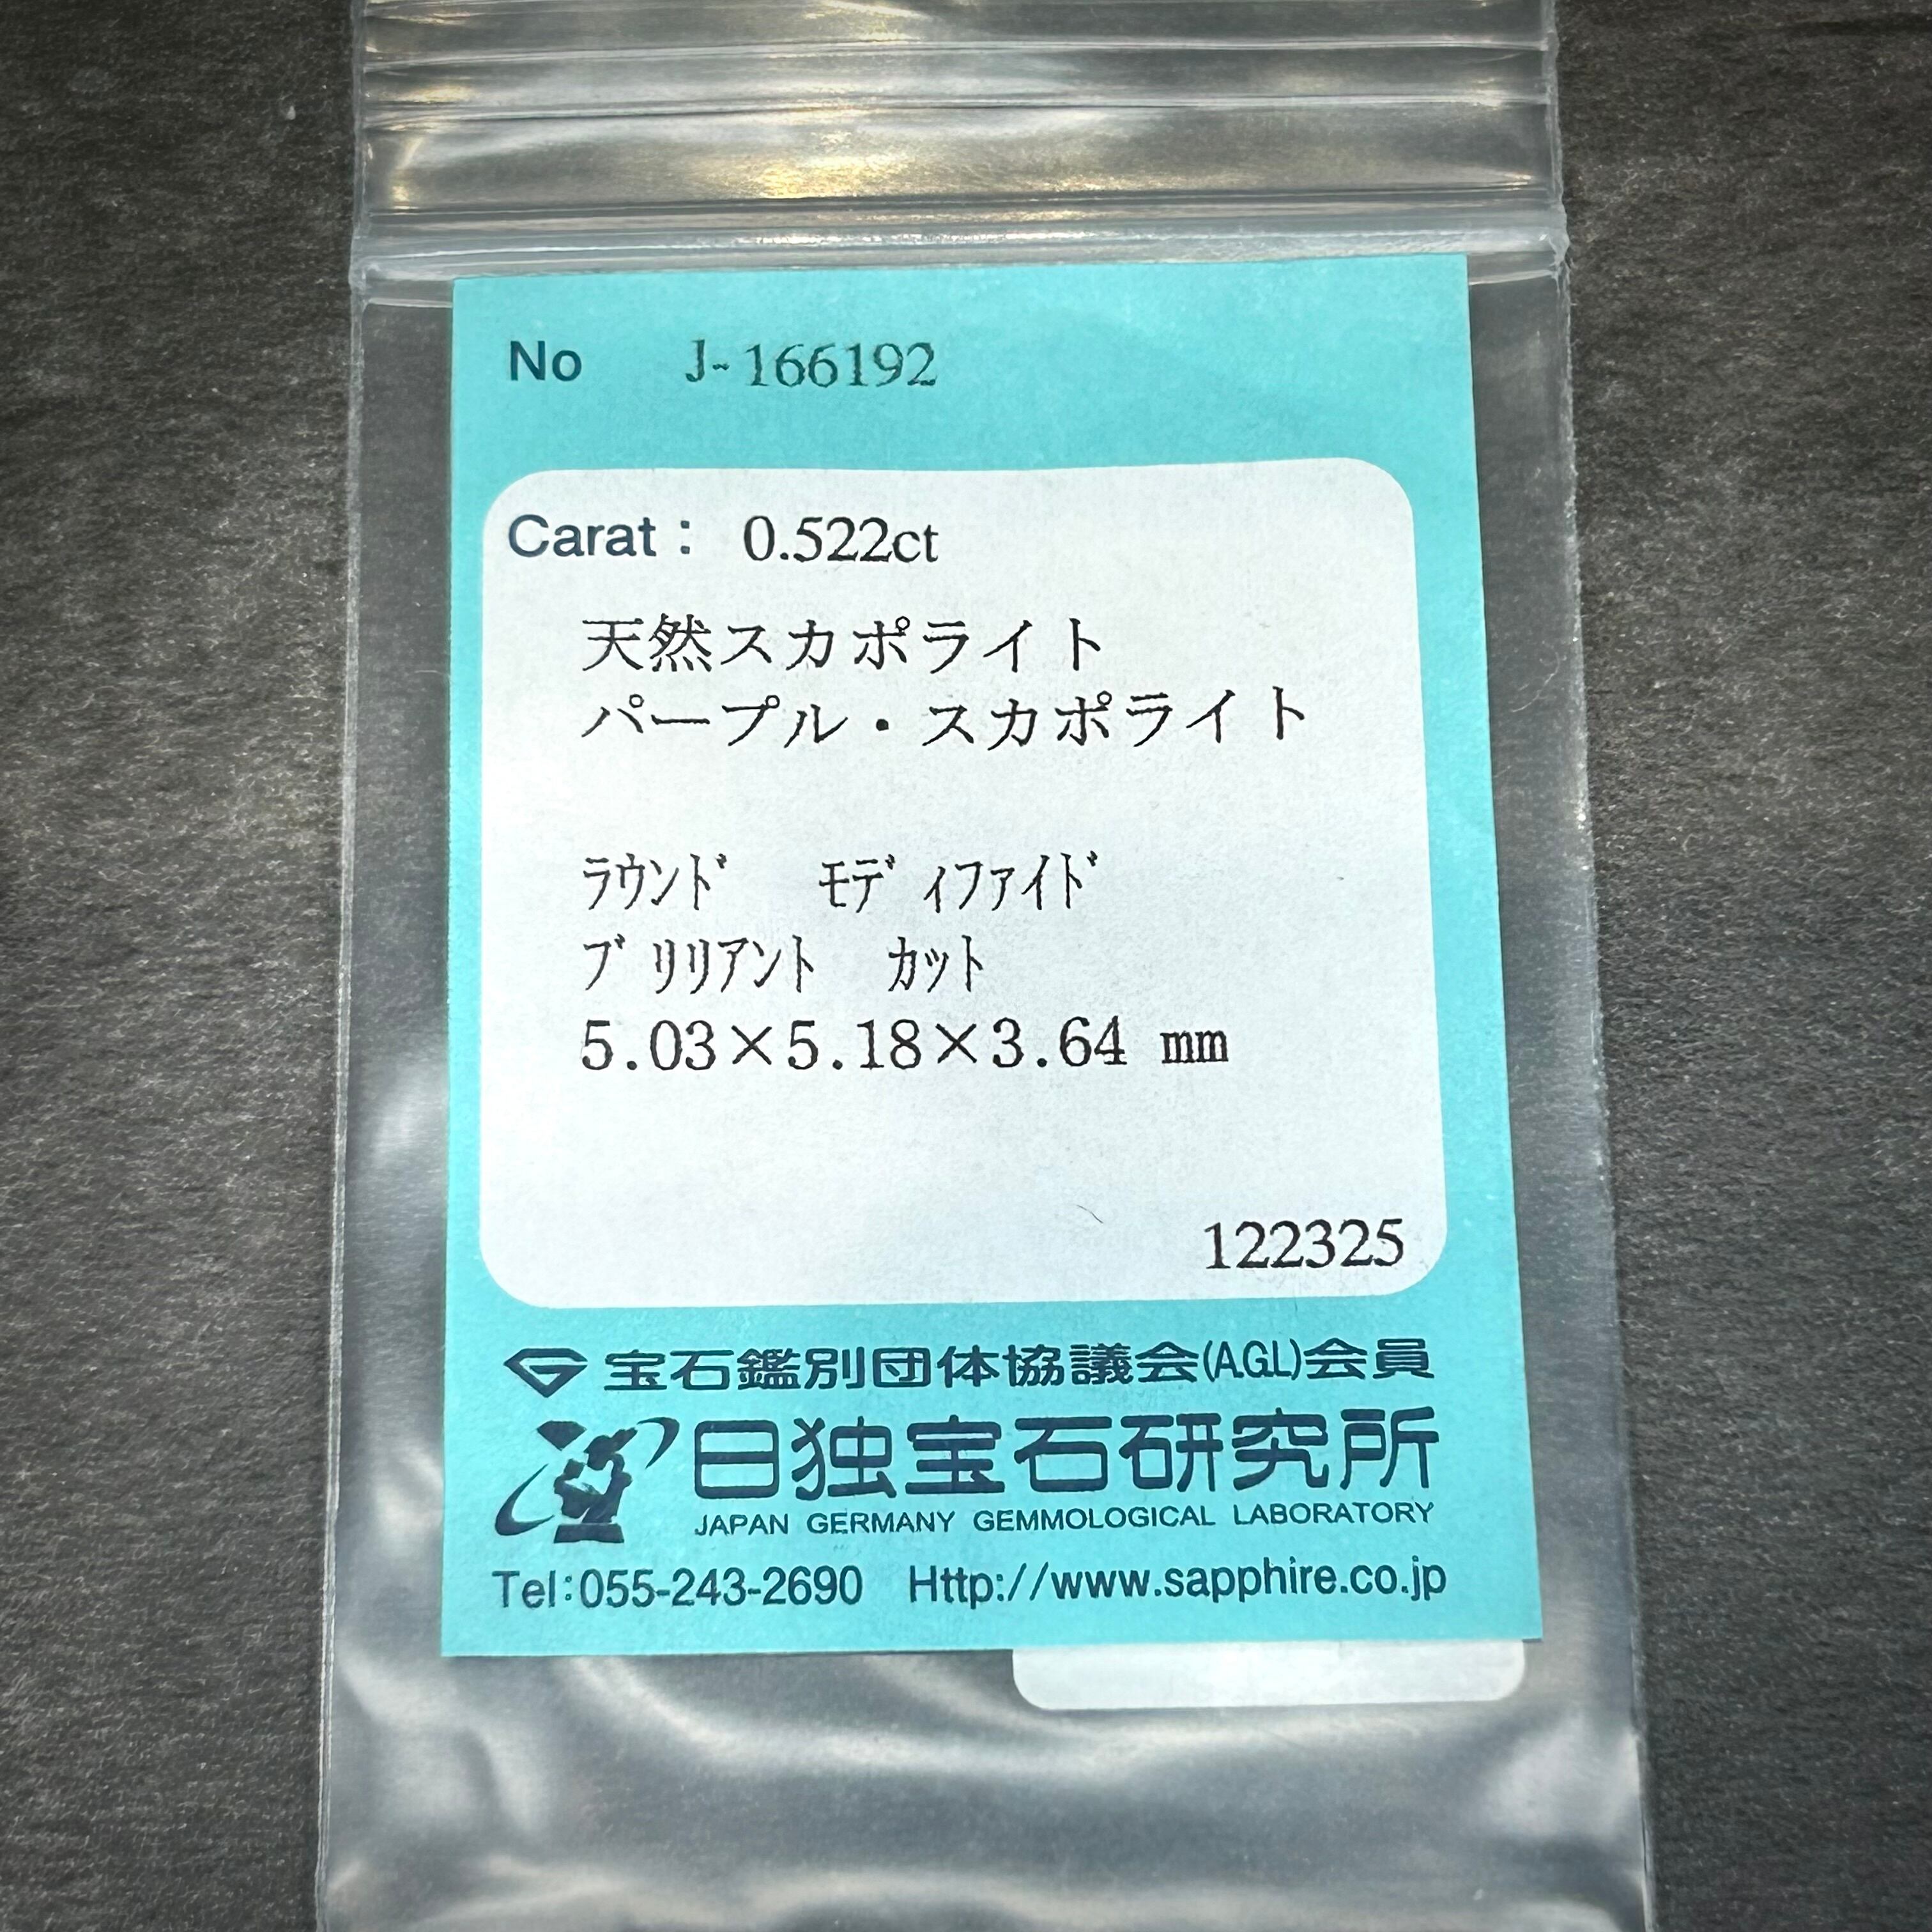 No J-166192
Carat： 0.522ct
天然スカポライト
パープル・スカポライト
ﾗｳﾝﾄﾞ ﾓﾃﾞｨﾌｧｲﾄﾞ
ﾌﾞﾘﾘｱﾝﾄ ｶｯﾄ
5.03×5.18×3.64 mm
122325
宝石鑑別団体協議会(AGL)会員
日独宝石研究所
JAPAN GERMANY GEMMOLOGICAL LABORATORY
Tel:055-243-2690 Http://www.sapphire.co.jp